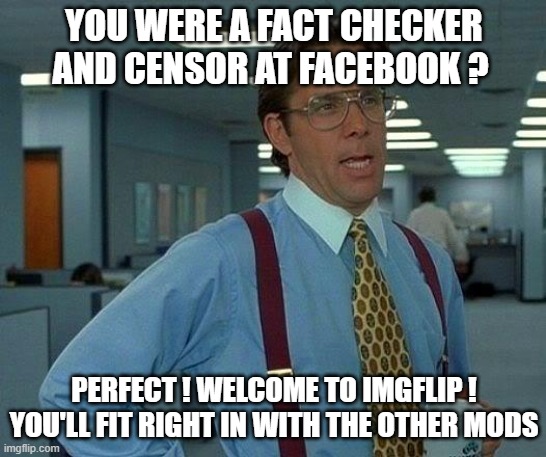 YOU WERE A FACT CHECKER
AND CENSOR AT FACEBOOK ?
PERFECT ! WELCOME TO IMGFLIP !
YOU'LL FIT RIGHT IN WITH THE OTHER MODS
imgflip.com